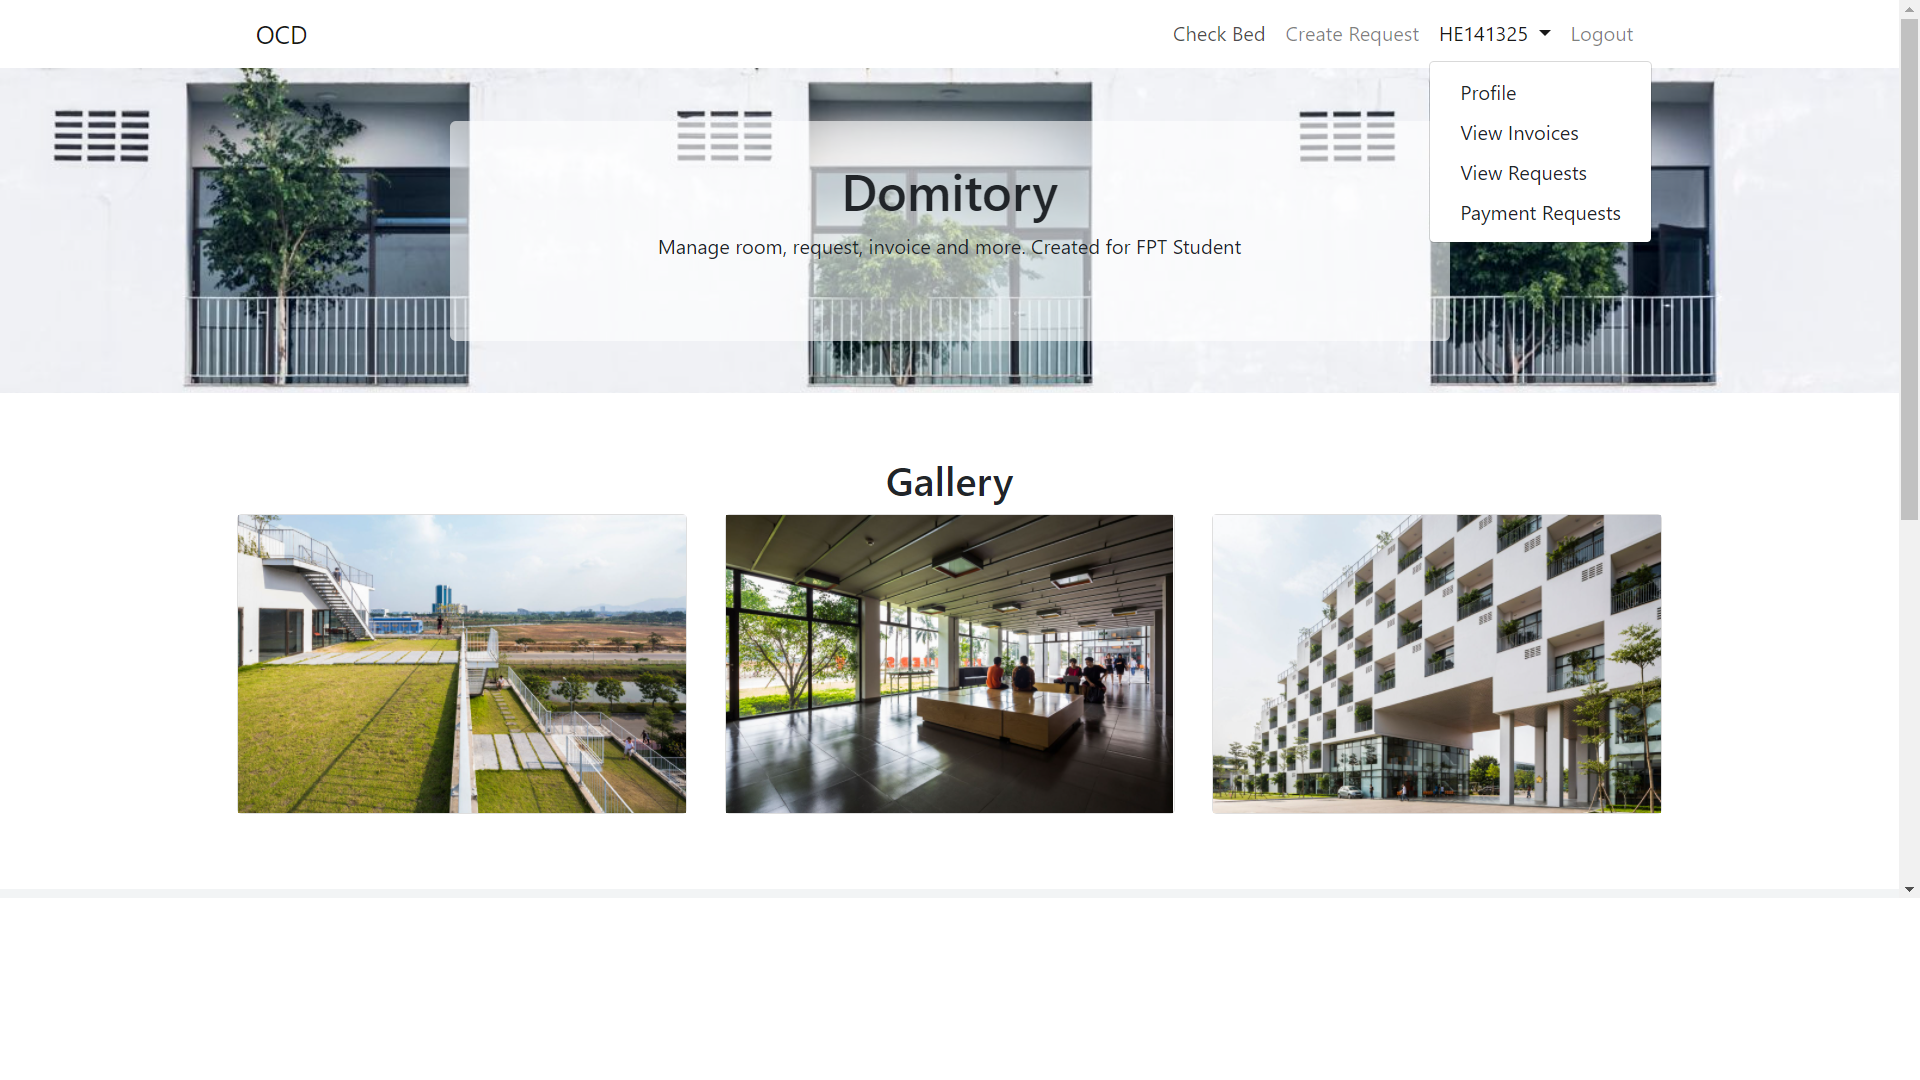 OCD
Check Bed
Create Request
HE141325
Logout
Profile
View Invoices
View Requests
Payment Requests
Domitory
Manage room, request, invoice and more. Created for FPT Student
Gallery